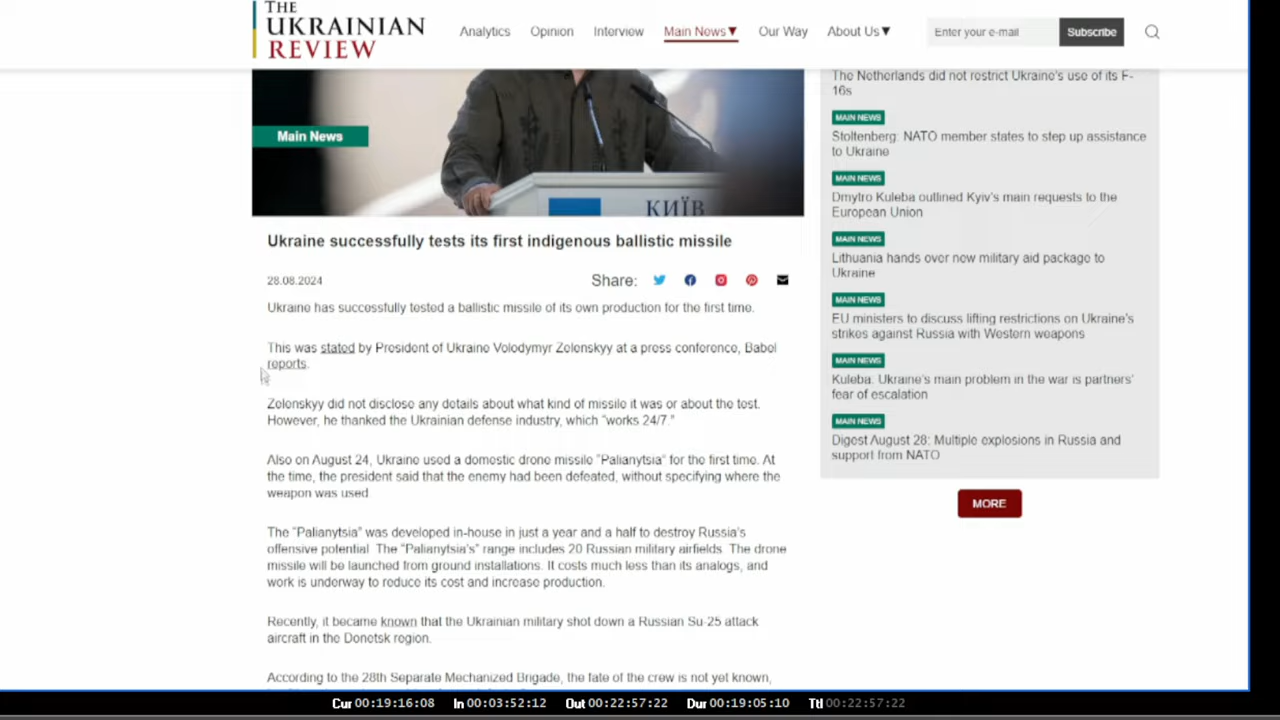 THE
UKRAINIAN
REVIEW
Analytics
Opinion
Interview
Main News▼
Our Way
About Us▼
Enter your e-mail
Subscribe
Main News
КИЇВ
Ukraine successfully tests its first indigenous ballistic missile
28.08.2024
Share:
Ukraine has successfully tested a ballistic missile of its own production for the first time.
This was stated by President of Ukraine Volodymyr Zelenskyy at a press conference, Babel
reports.
Zelenskyy did not disclose any details about what kind of missile it was or about the test.
However, he thanked the Ukrainian defense industry, which “works 24/7.”
Also on August 24, Ukraine used a domestic drone missile “Palianytsia” for the first time. At
the time, the president said that the enemy had been defeated, without specifying where the
weapon was used.
The “Palianytsia” was developed in-house in just a year and a half to destroy Russia’s
offensive potential. The “Palianytsia’s” range includes 20 Russian military airfields. The drone
missile will be launched from ground installations. It costs much less than its analogs, and
work is underway to reduce its cost and increase production.
Recently, it became known that the Ukrainian military shot down a Russian Su-25 attack
aircraft in the Donetsk region.
According to the 28th Separate Mechanized Brigade, the fate of the crew is not yet known,
The Netherlands did not restrict Ukraine’s use of its F-
16s
MAIN NEWS
Stoltenberg: NATO member states to step up assistance
to Ukraine
MAIN NEWS
Dmytro Kuleba outlined Kyiv’s main requests to the
European Union
MAIN NEWS
Lithuania hands over new military aid package to
Ukraine
MAIN NEWS
EU ministers to discuss lifting restrictions on Ukraine’s
strikes against Russia with Western weapons
MAIN NEWS
Kuleba: Ukraine’s main problem in the war is partners’
fear of escalation
MAIN NEWS
Digest August 28: Multiple explosions in Russia and
support from NATO
MORE
Cur 00:19:16:08 In 00:03:52:12 Out 00:22:57:22 Dur 00:19:05:10 Ttl 00:22:57:22